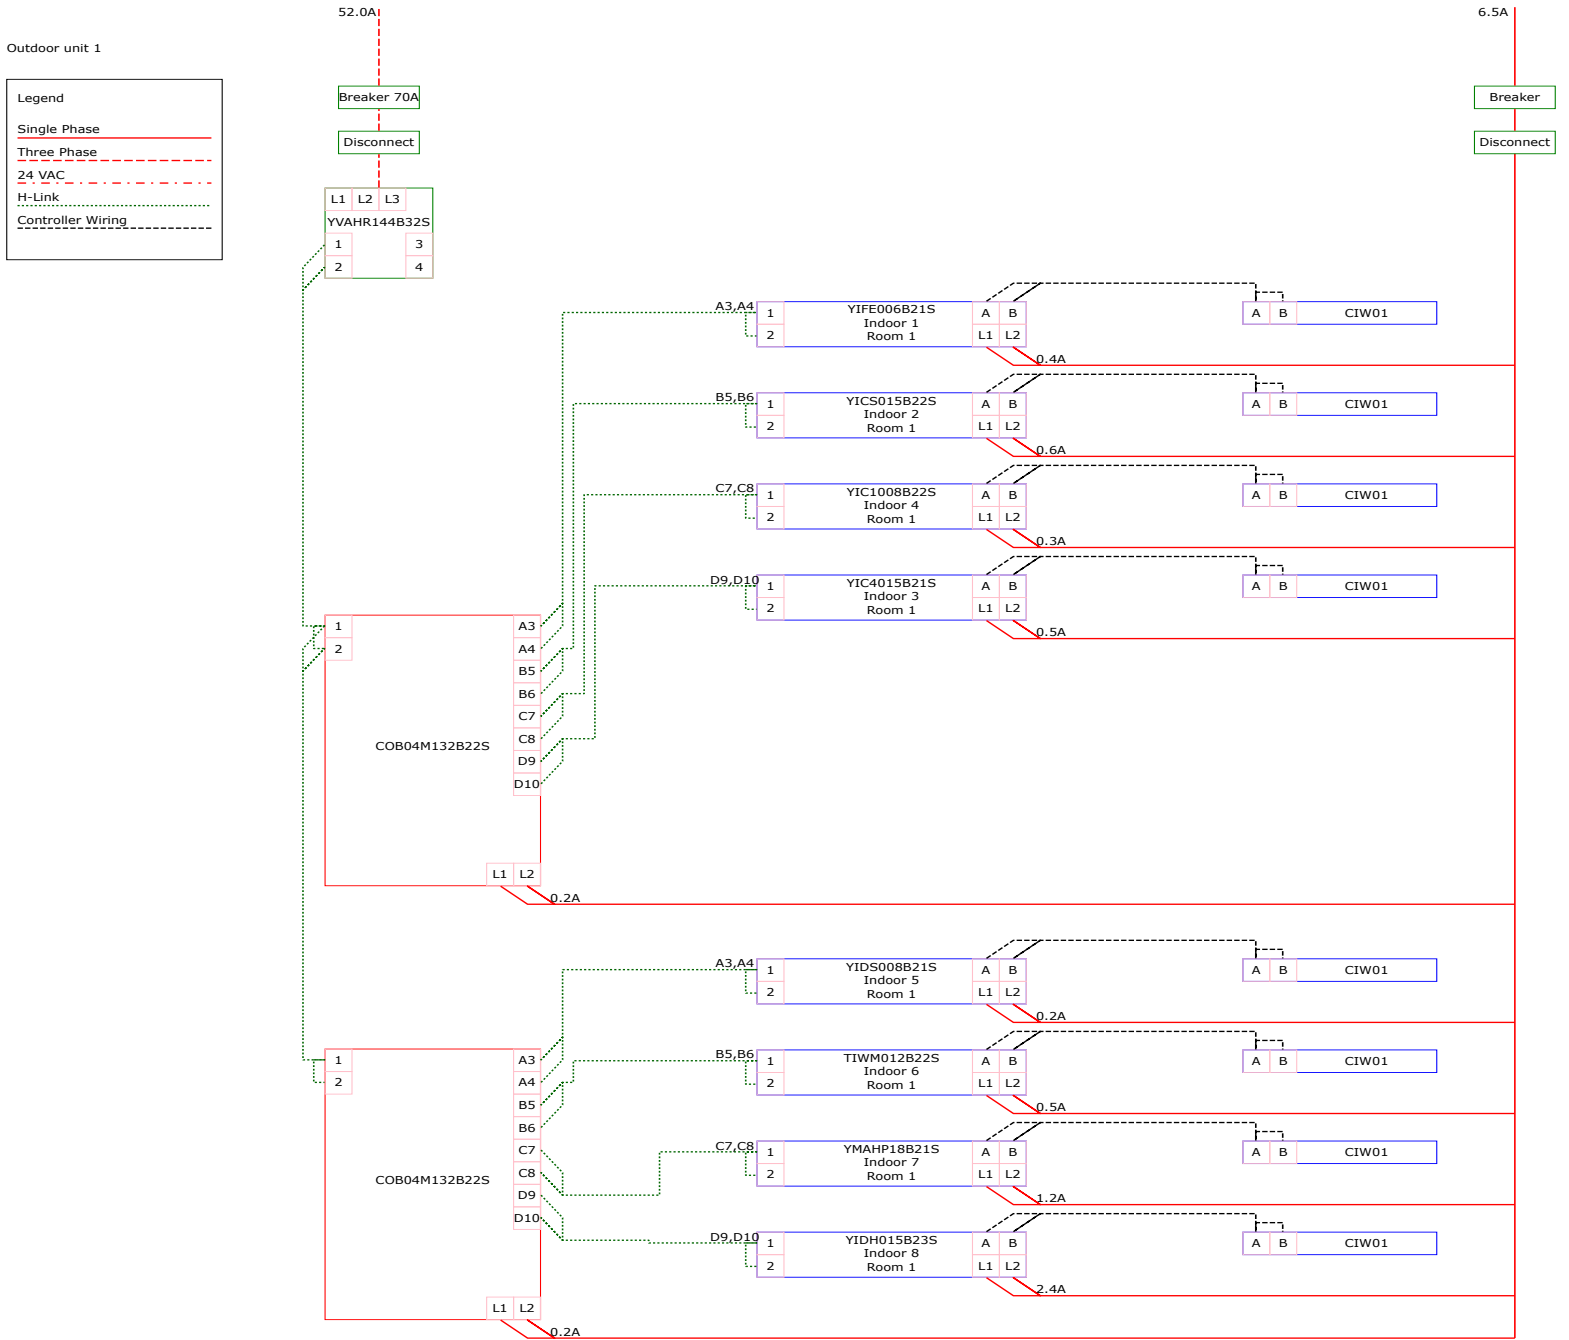 52.0A
6.5A
Outdoor unit 1
Legend
Single Phase
Three Phase
24 VAC
H-Link
Controller Wiring
Breaker 70A
Disconnect
Breaker
Disconnect
L1 L2 L3
YVAHR144B32S
1 3
2 4
A3,A4
1 YIFE006B21S A B
Indoor 1
2 Room 1 L1 L2
A B CIW01
0.4A
B5,B6
1 YICS015B22S A B
Indoor 2
2 Room 1 L1 L2
A B CIW01
0.6A
C7,C8
1 YIC1008B22S A B
Indoor 4
2 Room 1 L1 L2
A B CIW01
0.3A
D9,D10
1 YIC4015B21S A B
Indoor 3
2 Room 1 L1 L2
A B CIW01
0.5A
1 A3
2 A4
B5
B6
C7
C8
COB04M132B22S
D9
D10
L1 L2
0.2A
A3,A4
1 YIDS008B21S A B
Indoor 5
2 Room 1 L1 L2
A B CIW01
0.2A
B5,B6
1 TIWM012B22S A B
Indoor 6
2 Room 1 L1 L2
A B CIW01
0.5A
C7,C8
1 YMAHP18B21S A B
Indoor 7
2 Room 1 L1 L2
A B CIW01
1.2A
D9,D10
1 YIDH015B23S A B
Indoor 8
2 Room 1 L1 L2
A B CIW01
2.4A
1 A3
2 A4
B5
B6
C7
C8
COB04M132B22S
D9
D10
L1 L2
0.2A